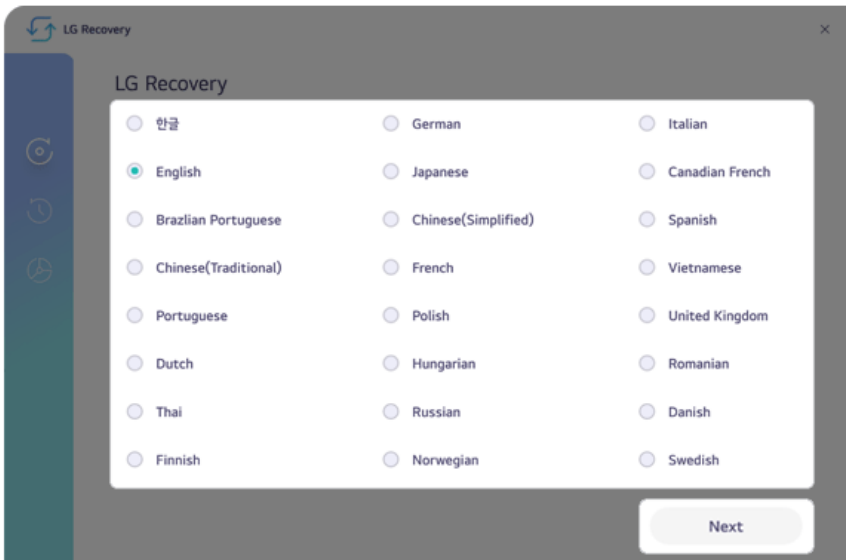 LG Recovery
LG Recovery
한글 German Italian
English Japanese Canadian French
Brazlian Portuguese Chinese(Simplified) Spanish
Chinese(Traditional) French Vietnamese
Portuguese Polish United Kingdom
Dutch Hungarian Romanian
Thai Russian Danish
Finnish Norwegian Swedish
Next